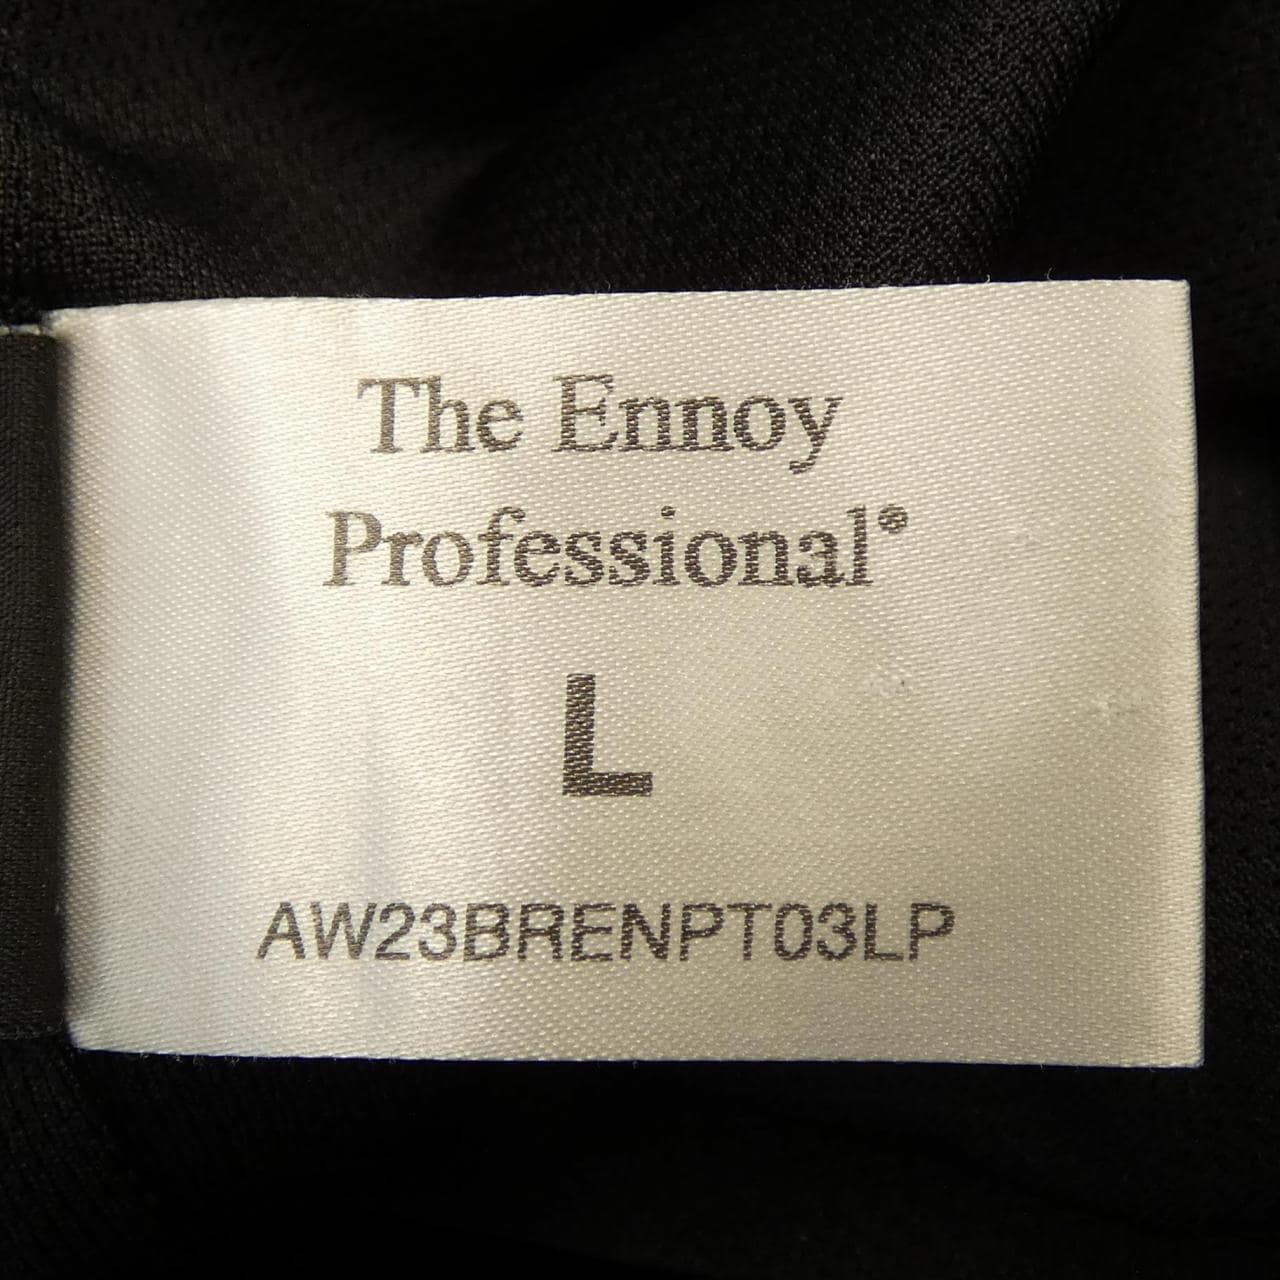 The Ennoy
Professional®
L
AW23BRENPT03LP